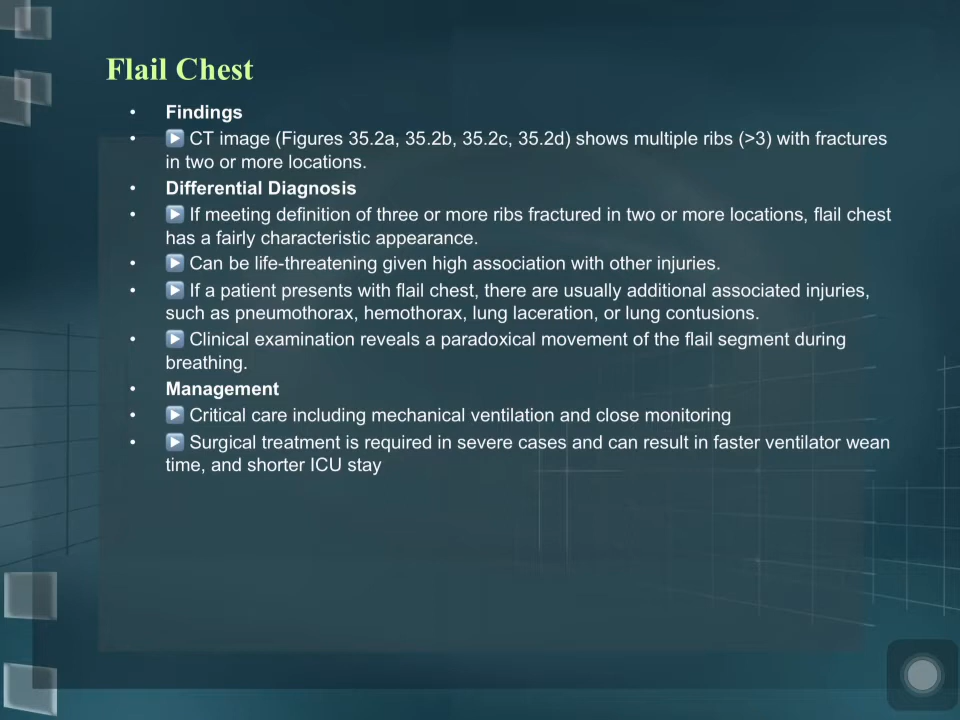 Flail Chest
• Findings
• ▶ CT image (Figures 35.2a, 35.2b, 35.2c, 35.2d) shows multiple ribs (>3) with fractures
in two or more locations.
• Differential Diagnosis
• ▶ If meeting definition of three or more ribs fractured in two or more locations, flail chest
has a fairly characteristic appearance.
• ▶ Can be life-threatening given high association with other injuries.
• ▶ If a patient presents with flail chest, there are usually additional associated injuries,
such as pneumothorax, hemothorax, lung laceration, or lung contusions.
• ▶ Clinical examination reveals a paradoxical movement of the flail segment during
breathing.
• Management
• ▶ Critical care including mechanical ventilation and close monitoring
• ▶ Surgical treatment is required in severe cases and can result in faster ventilator wean
time, and shorter ICU stay